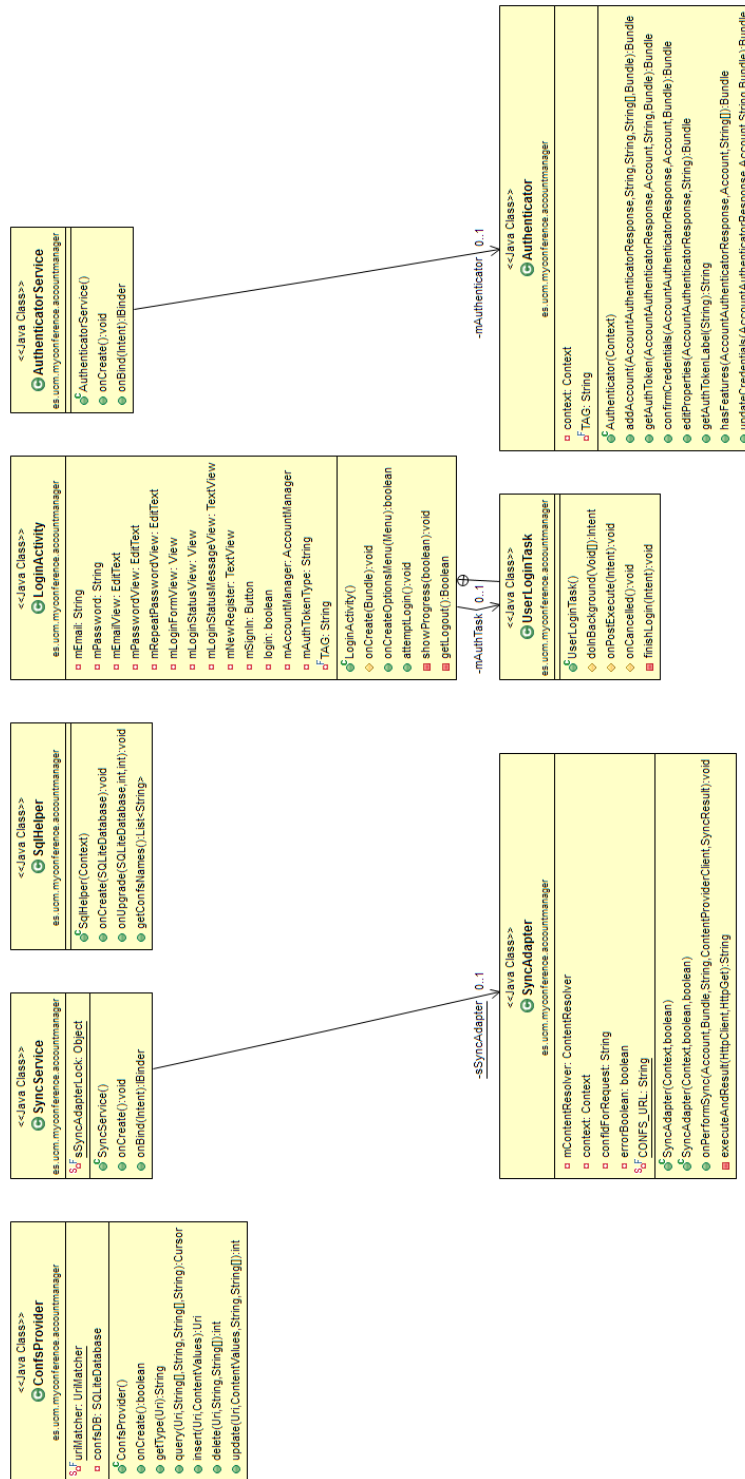 <<Java Class>>
ConfsProvider
es.ucm.myconference.accountmanager
uriMatcher: UriMatcher
confsDB: SQLiteDatabase
ConfsProvider()
onCreate():boolean
getType(Uri):String
query(Uri,String[],String,String[],String):Cursor
insert(Uri,ContentValues):Uri
delete(Uri,String,String[]):int
update(Uri,ContentValues,String,String[]):int
<<Java Class>>
SyncService
es.ucm.myconference.accountmanager
sSyncAdapterLock: Object
SyncService()
onCreate():void
onBind(Intent):IBinder
<<Java Class>>
SqlHelper
es.ucm.myconference.accountmanager
SqlHelper(Context)
onCreate(SQLiteDatabase):void
onUpgrade(SQLiteDatabase,int,int):void
getConfsNames():List<String>
<<Java Class>>
LoginActivity
es.ucm.myconference.accountmanager
mEmail: String
mPassword: String
mEmailView: EditText
mPasswordView: EditText
mRepeatPasswordView: EditText
mLoginFormView: View
mLoginStatusView: View
mLoginStatusMessageView: TextView
mNewRegister: TextView
mSignIn: Button
login: boolean
mAccountManager: AccountManager
mAuthTokenType: String
TAG: String
LoginActivity()
onCreate(Bundle):void
onCreateOptionsMenu(Menu):boolean
attemptLogin():void
showProgress(boolean):void
getLogout():Boolean
<<Java Class>>
AuthenticatorService
es.ucm.myconference.accountmanager
AuthenticatorService()
onCreate():void
onBind(Intent):IBinder
-sSyncAdapter 0..1
<<Java Class>>
SyncAdapter
es.ucm.myconference.accountmanager
mContentResolver: ContentResolver
context: Context
confIdForRequest: String
errorBoolean: boolean
CONFS_URL: String
SyncAdapter(Context,boolean)
SyncAdapter(Context,boolean,boolean)
onPerformSync(Account,Bundle,String,ContentProviderClient,SyncResult):void
executeAndResult(HttpClient,HttpGet):String
-mAuthTask 0..1
<<Java Class>>
UserLoginTask
es.ucm.myconference.accountmanager
UserLoginTask()
doInBackground(Void[]):Intent
onPostExecute(Intent):void
onCancelled():void
finishLogin(Intent):void
-mAuthenticator 0..1
<<Java Class>>
Authenticator
es.ucm.myconference.accountmanager
context: Context
TAG: String
Authenticator(Context)
addAccount(AccountAuthenticatorResponse,String,String,String[],Bundle):Bundle
getAuthToken(AccountAuthenticatorResponse,Account,String,Bundle):Bundle
confirmCredentials(AccountAuthenticatorResponse,Account,Bundle):Bundle
editProperties(AccountAuthenticatorResponse,String):Bundle
getAuthTokenLabel(String):String
hasFeatures(AccountAuthenticatorResponse,Account,String[]):Bundle
updateCredentials(AccountAuthenticatorResponse,Account,String,Bundle):Bundle